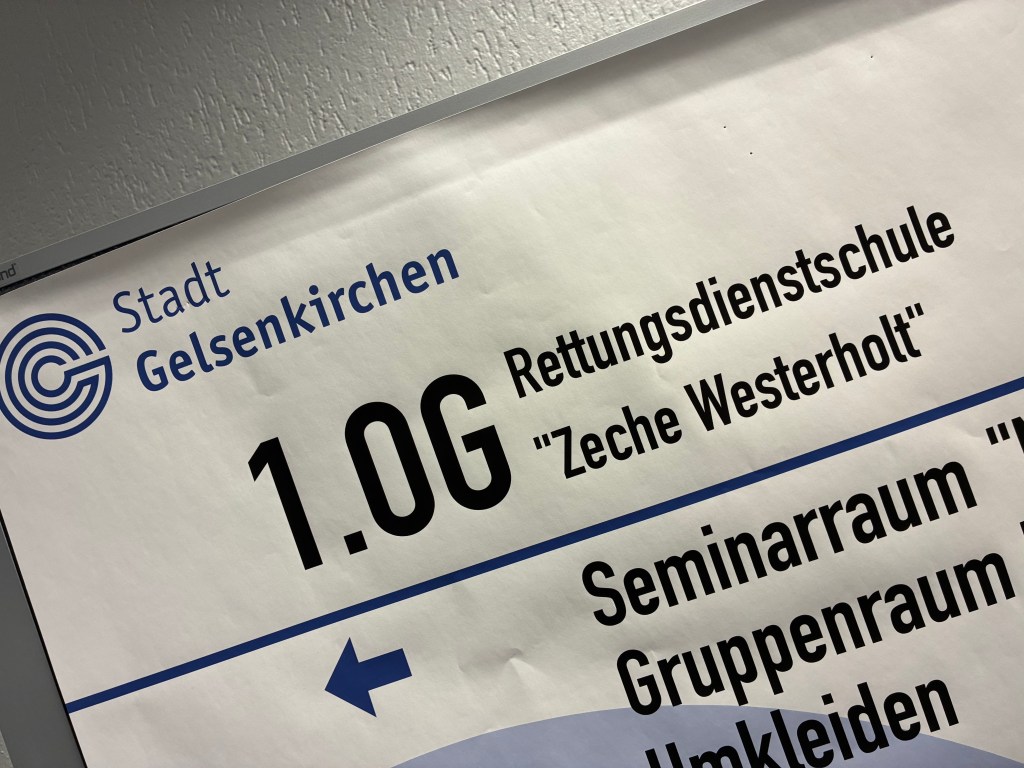 Stadt
Gelsenkirchen
1.OG
Rettungsdienstschule
"Zeche Westerholt"
Seminarraum
Gruppenraum
Umkleiden